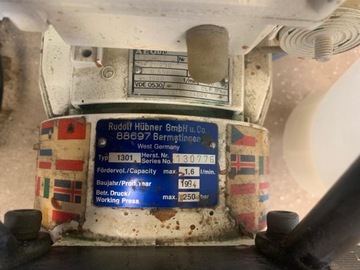 VDE 0530/
Rudolf Hübner GmbH u. Co.
88697 Bermatingen
West Germany
Typ 1301 Herst. Nr. Series No. 130778
Fördervol./Capacity max. 1,6 l/min.
Baujahr/Prod. year 1994
Betr. Druck/ Working Press max. 250 bar